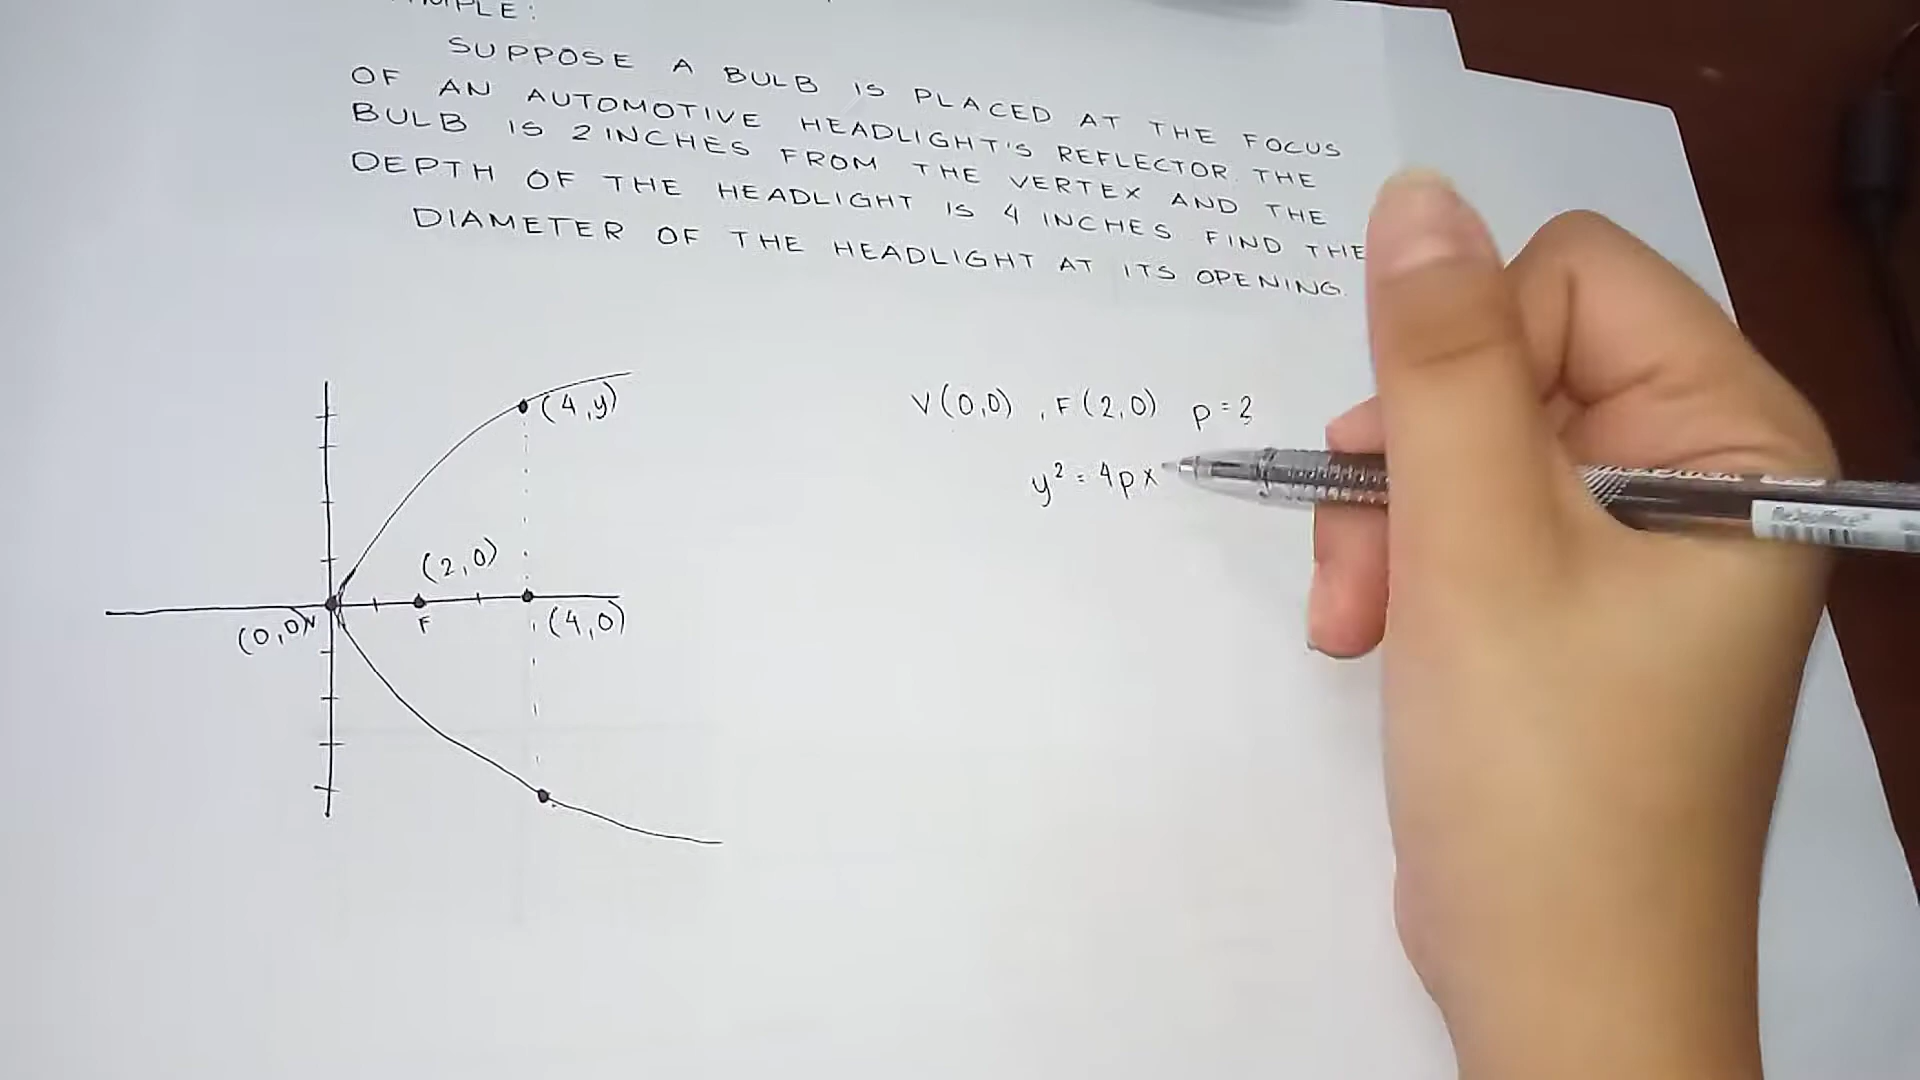 SUPPOSE A BULB IS PLACED AT THE FOCUS
OF AN AUTOMOTIVE HEADLIGHT'S REFLECTOR. THE
BULB IS 2 INCHES FROM THE VERTEX AND THE
DEPTH OF THE HEADLIGHT IS 4 INCHES. FIND THE
DIAMETER OF THE HEADLIGHT AT ITS OPENING.
(4,y)
V(0,0), F(2,0) p=2
y² = 4px
(2,0)
(0,0)V
F
(4,0)